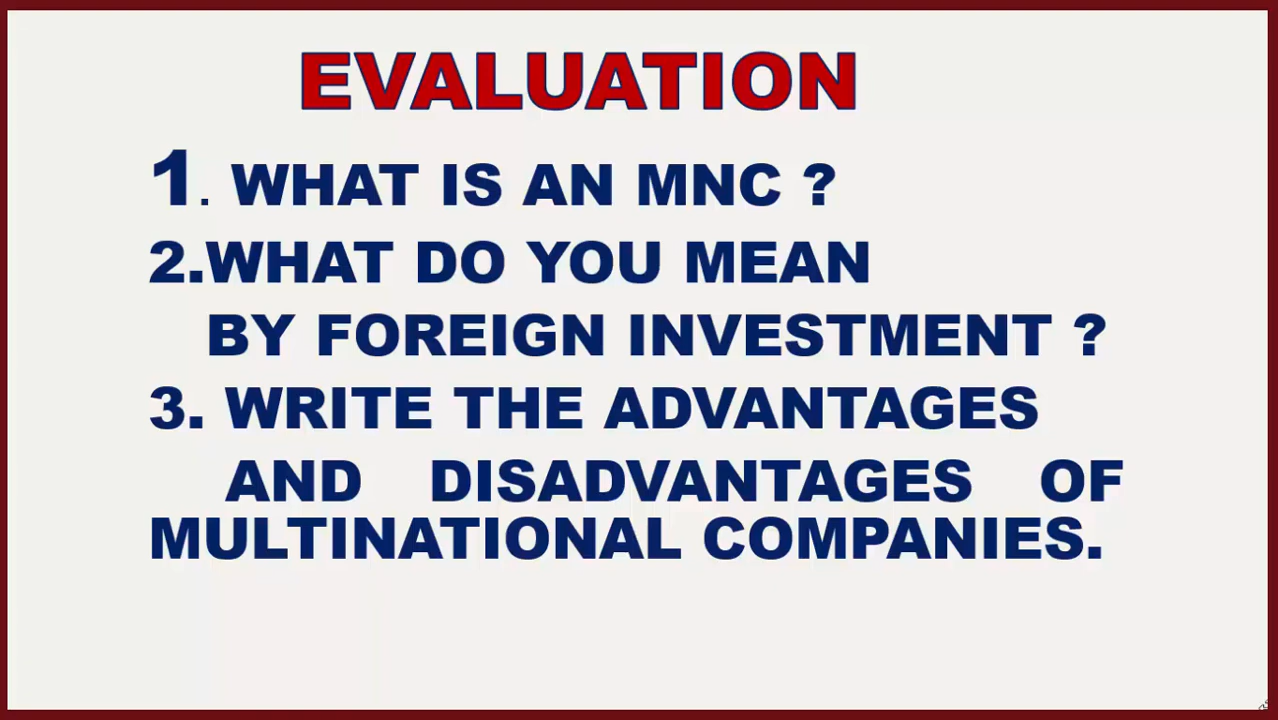 EVALUATION
1. WHAT IS AN MNC ?
2.WHAT DO YOU MEAN
BY FOREIGN INVESTMENT ?
3. WRITE THE ADVANTAGES
AND DISADVANTAGES OF
MULTINATIONAL COMPANIES.